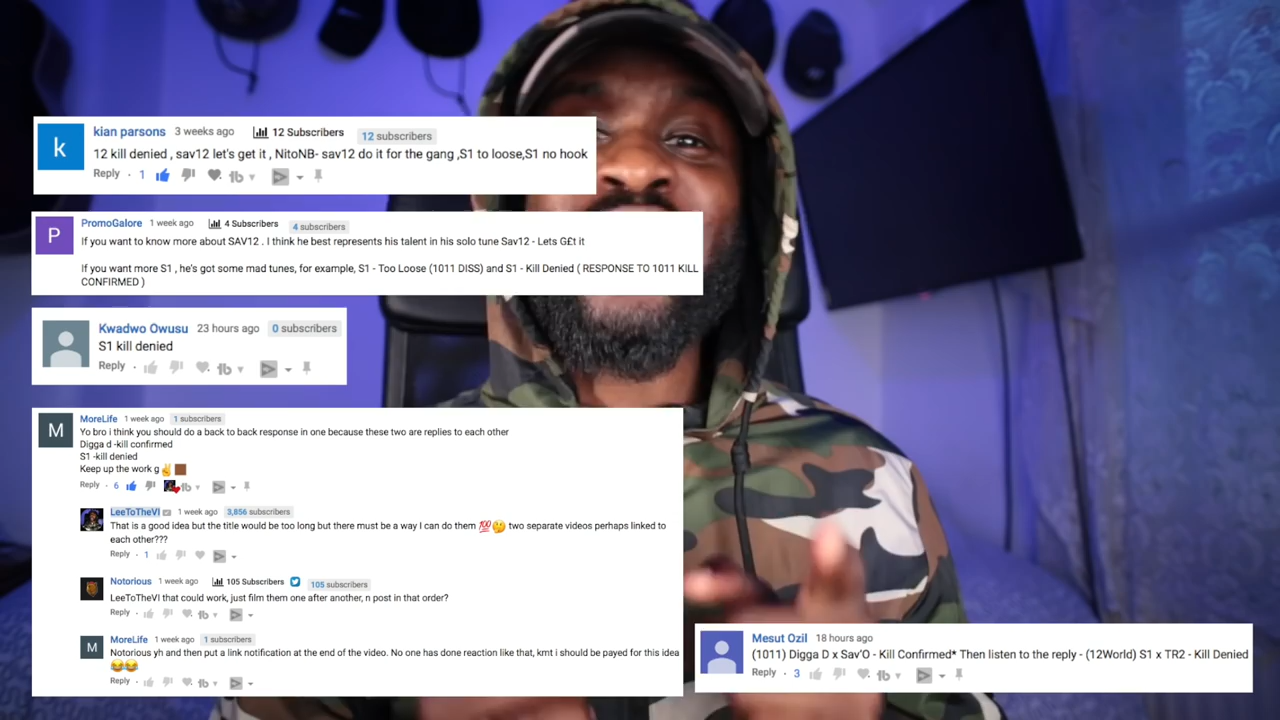 k
kian parsons 3 weeks ago 12 Subscribers 12 subscribers
12 kill denied , sav12 let's get it , NitoNB- sav12 do it for the gang ,S1 to loose,S1 no hook
Reply · 1
P
PromoGalore 1 week ago 4 Subscribers 4 subscribers
If you want to know more about SAV12 . I think he best represents his talent in his solo tune Sav12 - Lets G£t it
If you want more S1 , he's got some mad tunes, for example, S1 - Too Loose (1011 DISS) and S1 - Kill Denied ( RESPONSE TO 1011 KILL
CONFIRMED )
Kwadwo Owusu 23 hours ago 0 subscribers
S1 kill denied
Reply ·
M
MoreLife 1 week ago 1 subscribers
Yo bro i think you should do a back to back response in one because these two are replies to each other
Digga d -kill confirmed
S1 -kill denied
Keep up the work g✌🏾
Reply · 6
LeeToTheVI 1 week ago 3,856 subscribers
That is a good idea but the title would be too long but there must be a way I can do them 💯🤔 two separate videos perhaps linked to
each other???
Reply · 1
Notorious 1 week ago 105 Subscribers 105 subscribers
LeeToTheVI that could work, just film them one after another, n post in that order?
Reply ·
M
MoreLife 1 week ago 1 subscribers
Notorious yh and then put a link notification at the end of the video. No one has done reaction like that, kmt i should be payed for this idea
😂😂
Reply ·
Mesut Ozil 18 hours ago
(1011) Digga D x Sav'O - Kill Confirmed* Then listen to the reply - (12World) S1 x TR2 - Kill Denied
Reply · 3